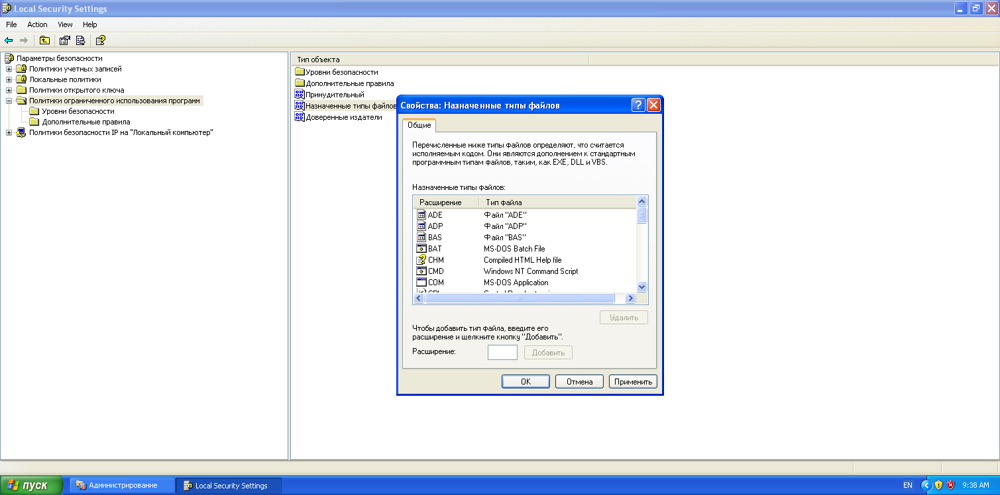 Local Security Settings
File Action View Help
Параметры безопасности
Политики учетных записей
Локальные политики
Политики открытого ключа
Политики ограниченного использования программ
Уровни безопасности
Дополнительные правила
Политики безопасности IP на "Локальный компьютер"
Тип объекта
Уровни безопасности
Дополнительные правила
Принудительный
Назначенные типы файлов
Доверенные издатели
Свойства: Назначенные типы файлов
Общие
Перечисленные ниже типы файлов определяют, что считается
исполняемым кодом. Они являются дополнением к стандартным
программным типам файлов, таким, как EXE, DLL и VBS.
Назначенные типы файлов:
Расширение Тип файла
ADE Файл "ADE"
ADP Файл "ADP"
BAS Файл "BAS"
BAT MS-DOS Batch File
CHM Compiled HTML Help file
CMD Windows NT Command Script
COM MS-DOS Application
Удалить
Чтобы добавить тип файла, введите его
расширение и щелкните кнопку "Добавить".
Расширение: Добавить
OK Отмена Применить
пуск Администрирование Local Security Settings EN 9:38 AM